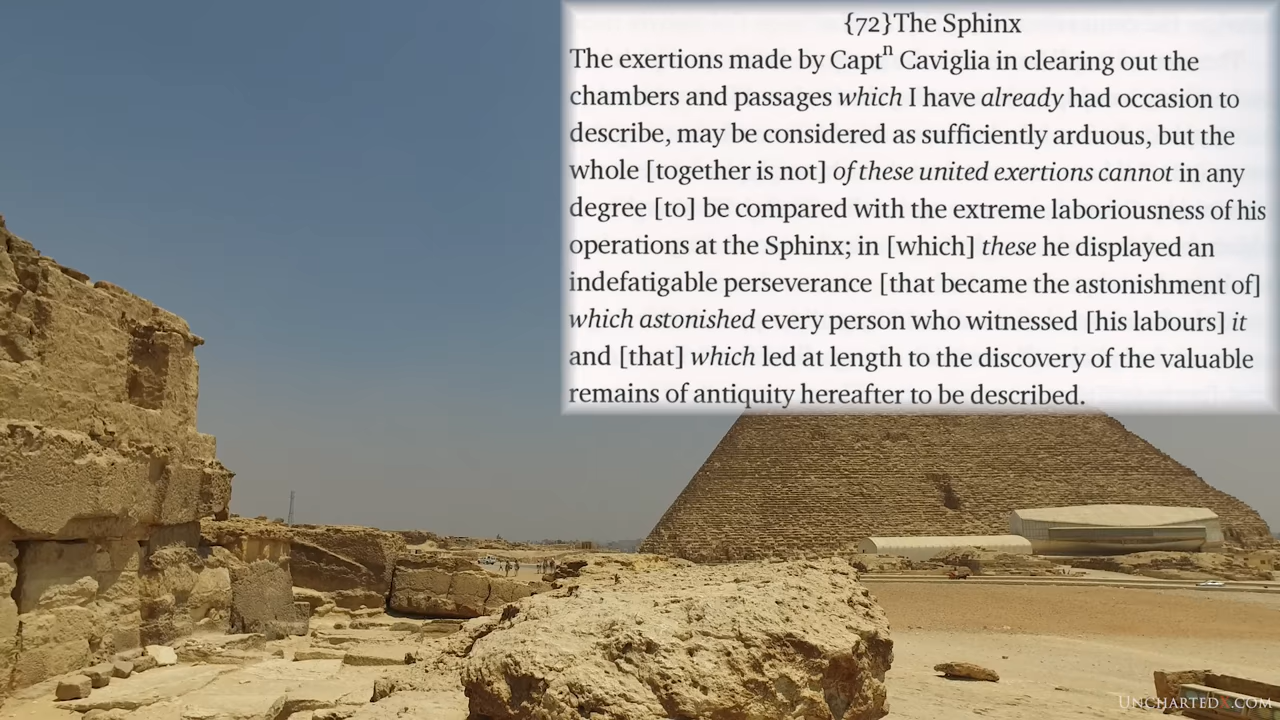 {72}The Sphinx
The exertions made by Captⁿ Caviglia in clearing out the
chambers and passages which I have already had occasion to
describe, may be considered as sufficiently arduous, but the
whole [together is not] of these united exertions cannot in any
degree [to] be compared with the extreme laboriousness of his
operations at the Sphinx; in [which] these he displayed an
indefatigable perseverance [that became the astonishment of]
which astonished every person who witnessed [his labours] it
and [that] which led at length to the discovery of the valuable
remains of antiquity hereafter to be described.
UnchartedX.com